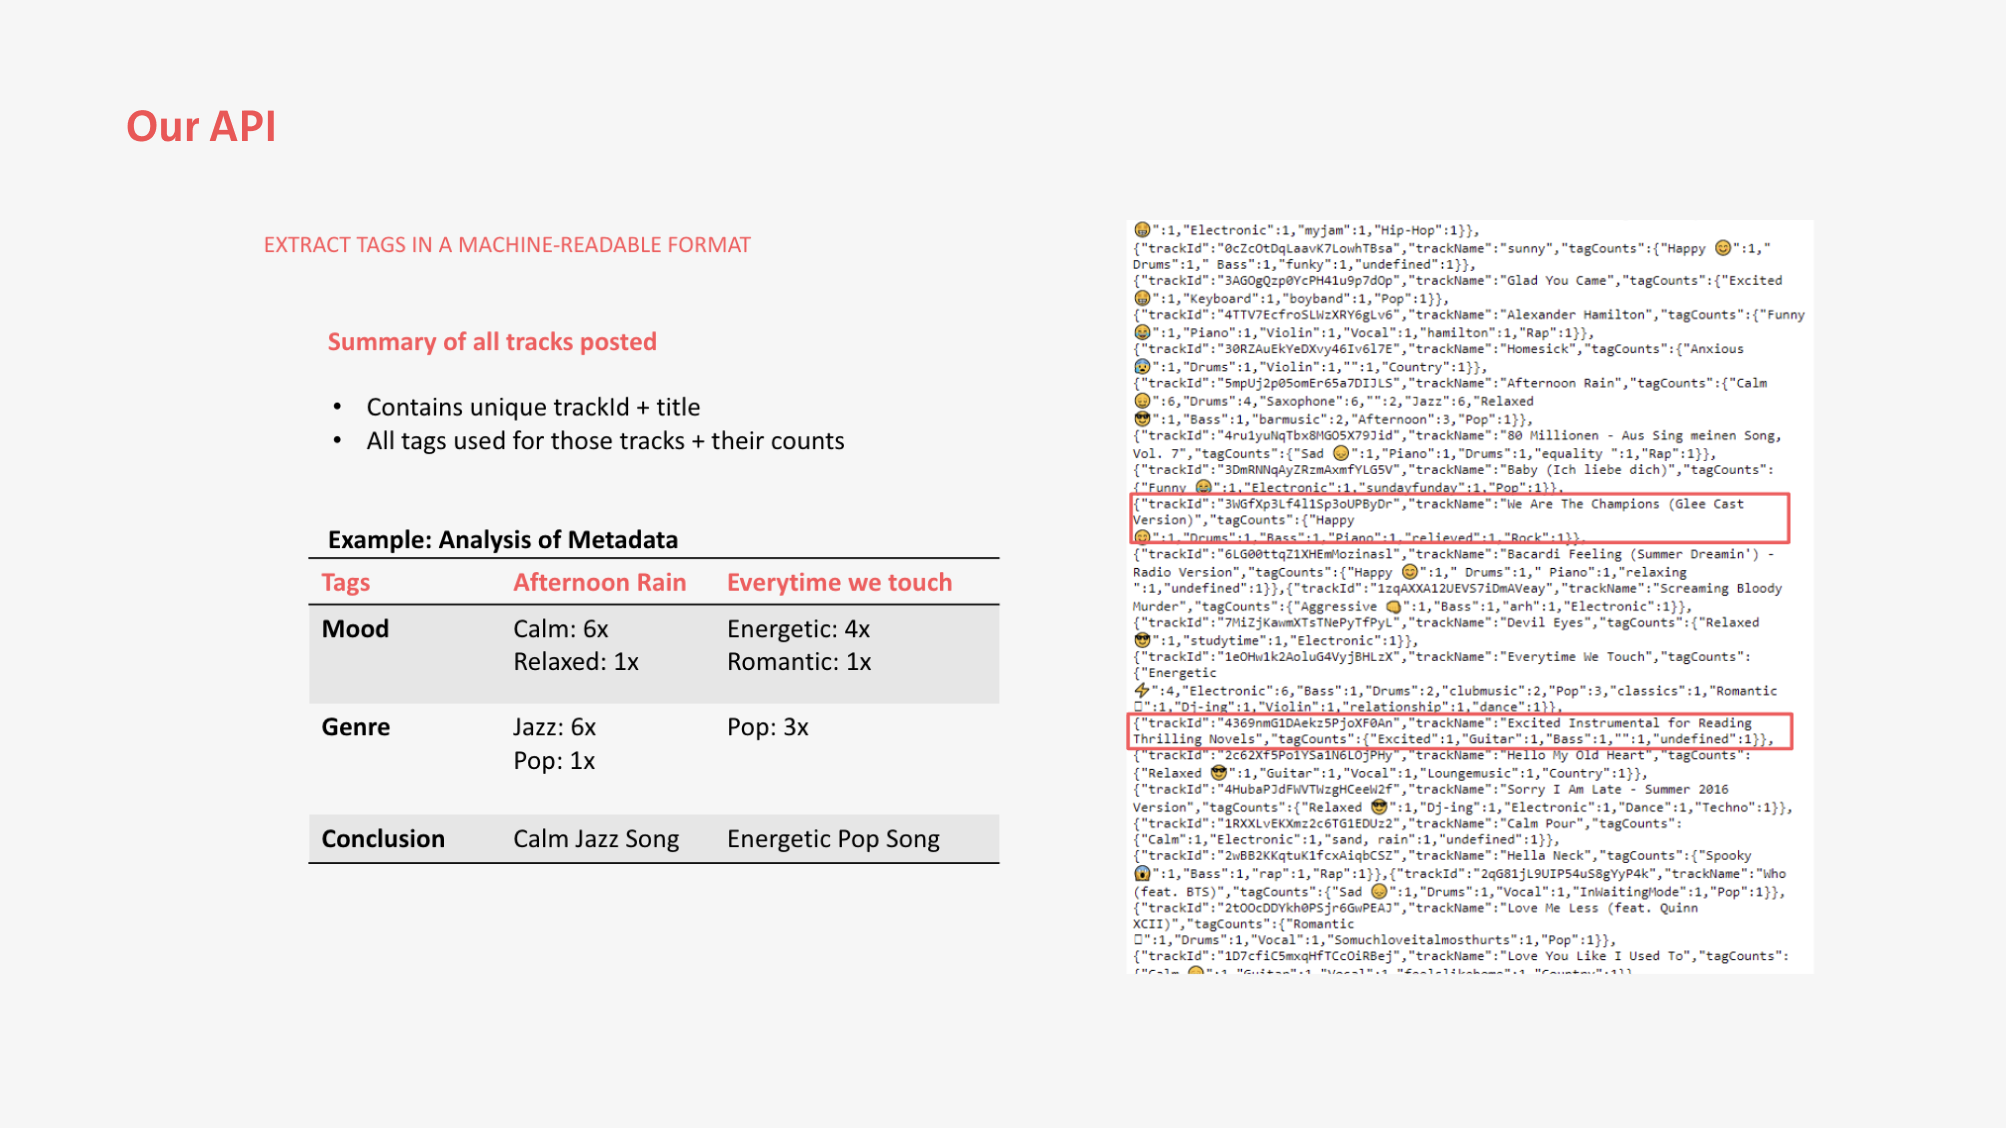 Our API
EXTRACT TAGS IN A MACHINE-READABLE FORMAT
Summary of all tracks posted
• Contains unique trackId + title
• All tags used for those tracks + their counts
Example: Analysis of Metadata
Tags Afternoon Rain Everytime we touch
Mood Calm: 6x Energetic: 4x
Relaxed: 1x Romantic: 1x
Genre Jazz: 6x Pop: 3x
Pop: 1x
Conclusion Calm Jazz Song Energetic Pop Song
😁":1,"Electronic":1,"myjam":1,"Hip-Hop":1}},
{"trackId":"0cZcOtDqLaavK7LowhTBsa","trackName":"sunny","tagCounts":{"Happy 😊":1,"
Drums":1," Bass":1,"funky":1,"undefined":1}},
{"trackId":"3AGOgQzp0YcPH41u9p7dOp","trackName":"Glad You Came","tagCounts":{"Excited
😁":1,"Keyboard":1,"boyband":1,"Pop":1}},
{"trackId":"4TTV7EcfroSLWzXRY6gLv6","trackName":"Alexander Hamilton","tagCounts":{"Funny
😂":1,"Piano":1,"Violin":1,"Vocal":1,"hamilton":1,"Rap":1}},
{"trackId":"30RZAuEkYeDXvy46Iv6l7E","trackName":"Homesick","tagCounts":{"Anxious
😰":1,"Drums":1,"Violin":1,"":1,"Country":1}},
{"trackId":"5mpUj2p05omEr65a7DIJLS","trackName":"Afternoon Rain","tagCounts":{"Calm
😌":6,"Drums":4,"Saxophone":6,"":2,"Jazz":6,"Relaxed
😎":1,"Bass":1,"barmusic":2,"Afternoon":3,"Pop":1}},
{"trackId":"4ru1yuNqTbx8MGO5X79Jid","trackName":"80 Millionen - Aus Sing meinen Song,
Vol. 7","tagCounts":{"Sad 😞":1,"Piano":1,"Drums":1,"equality ":1,"Rap":1}},
{"trackId":"3DmRNNqAyZRzmAxmfYLG5V","trackName":"Baby (Ich liebe dich)","tagCounts":
{"Funny 😂":1,"Electronic":1,"sundayfunday":1,"Pop":1}},
{"trackId":"3WGfXp3Lf4l1Sp3oUPByDr","trackName":"We Are The Champions (Glee Cast
Version)","tagCounts":{"Happy
😊":1,"Drums":1,"Bass":1,"Piano":1,"relieved":1,"Rock":1}},
{"trackId":"6LG00ttqZ1XHEmMozinasl","trackName":"Bacardi Feeling (Summer Dreamin') -
Radio Version","tagCounts":{"Happy 😊":1," Drums":1," Piano":1,"relaxing
":1,"undefined":1}},{"trackId":"1zqAXXA12UEVS7iDmAVeay","trackName":"Screaming Bloody
Murder","tagCounts":{"Aggressive 👊":1,"Bass":1,"arh":1,"Electronic":1}},
{"trackId":"7MiZjKawmXTsTNePyTfPyL","trackName":"Devil Eyes","tagCounts":{"Relaxed
😎":1,"studytime":1,"Electronic":1}},
{"trackId":"1eOHw1k2AoluG4VyjBHLzX","trackName":"Everytime We Touch","tagCounts":
{"Energetic
⚡":4,"Electronic":6,"Bass":1,"Drums":2,"clubmusic":2,"Pop":3,"classics":1,"Romantic
▯":1,"Dj-ing":1,"Violin":1,"relationship":1,"dance":1}},
{"trackId":"4369nmG1DAekz5PjoXF0An","trackName":"Excited Instrumental for Reading
Thrilling Novels","tagCounts":{"Excited":1,"Guitar":1,"Bass":1,"":1,"undefined":1}},
{"trackId":"2c62Xf5Po1YSa1N6LOjPHy","trackName":"Hello My Old Heart","tagCounts":
{"Relaxed 😎":1,"Guitar":1,"Vocal":1,"Loungemusic":1,"Country":1}},
{"trackId":"4HubaPJdFWVTWzgHCeeW2f","trackName":"Sorry I Am Late - Summer 2016
Version","tagCounts":{"Relaxed 😎":1,"Dj-ing":1,"Electronic":1,"Dance":1,"Techno":1}},
{"trackId":"1RXXLvEKXmz2c6TG1EDUz2","trackName":"Calm Pour","tagCounts":
{"Calm":1,"Electronic":1,"sand, rain":1,"undefined":1}},
{"trackId":"2wBB2KKqtuK1fcxAiqbCSZ","trackName":"Hella Neck","tagCounts":{"Spooky
😱":1,"Bass":1,"rap":1,"Rap":1}},{"trackId":"2qG81jL9UIP54uS8gYyP4k","trackName":"Who
(feat. BTS)","tagCounts":{"Sad 😞":1,"Drums":1,"Vocal":1,"InWaitingMode":1,"Pop":1}},
{"trackId":"2tOOcDDYkh0PSjr6GwPEAJ","trackName":"Love Me Less (feat. Quinn
XCII)","tagCounts":{"Romantic
▯":1,"Drums":1,"Vocal":1,"Somuchloveitalmosthurts":1,"Pop":1}},
{"trackId":"1D7cfiC5mxqHfTCcOiRBej","trackName":"Love You Like I Used To","tagCounts":
{"Calm 😌":1,"Guitar":1,"Vocal":1,"feelslikehome":1,"Country":1}}